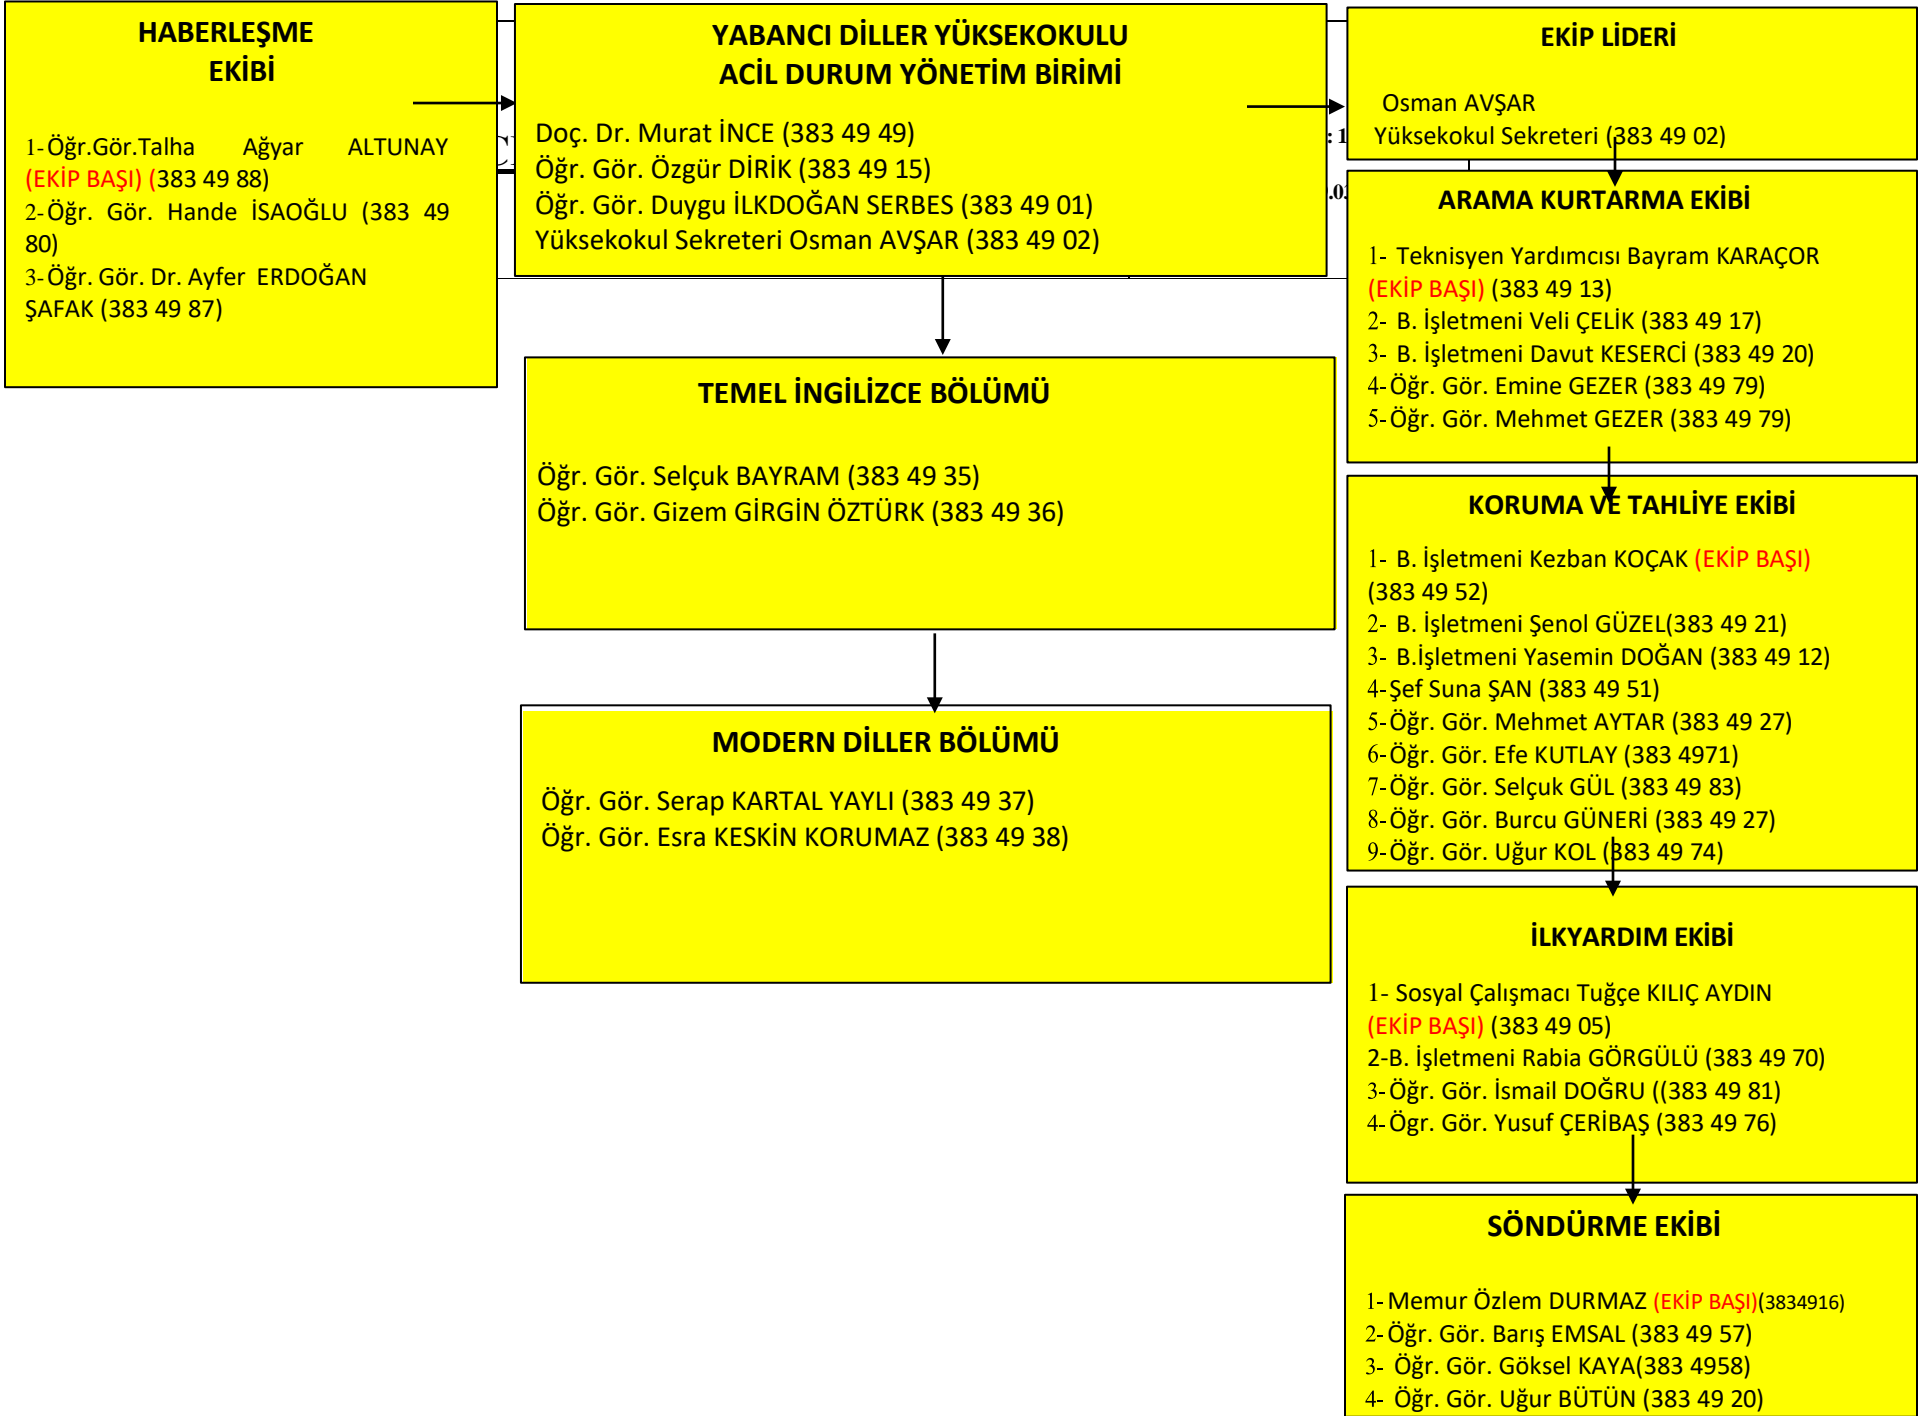 HABERLEŞME
EKİBİ
1-Öğr.Gör.Talha Ağyar ALTUNAY
(EKİP BAŞI) (383 49 88)
2-Öğr. Gör. Hande İSAOĞLU (383 49
80)
3-Öğr. Gör. Dr. Ayfer ERDOĞAN
ŞAFAK (383 49 87)
YABANCI DİLLER YÜKSEKOKULU
ACİL DURUM YÖNETİM BİRİMİ
Doç. Dr. Murat İNCE (383 49 49)
Öğr. Gör. Özgür DİRİK (383 49 15)
Öğr. Gör. Duygu İLKDOĞAN SERBES (383 49 01)
Yüksekokul Sekreteri Osman AVŞAR (383 49 02)
TEMEL İNGİLİZCE BÖLÜMÜ
Öğr. Gör. Selçuk BAYRAM (383 49 35)
Öğr. Gör. Gizem GİRGİN ÖZTÜRK (383 49 36)
MODERN DİLLER BÖLÜMÜ
Öğr. Gör. Serap KARTAL YAYLI (383 49 37)
Öğr. Gör. Esra KESKİN KORUMAZ (383 49 38)
EKİP LİDERİ
Osman AVŞAR
Yüksekokul Sekreteri (383 49 02)
ARAMA KURTARMA EKİBİ
1- Teknisyen Yardımcısı Bayram KARAÇOR
(EKİP BAŞI) (383 49 13)
2- B. İşletmeni Veli ÇELİK (383 49 17)
3- B. İşletmeni Davut KESERCİ (383 49 20)
4-Öğr. Gör. Emine GEZER (383 49 79)
5-Öğr. Gör. Mehmet GEZER (383 49 79)
KORUMA VE TAHLİYE EKİBİ
1- B. İşletmeni Kezban KOÇAK (EKİP BAŞI)
(383 49 52)
2- B. İşletmeni Şenol GÜZEL(383 49 21)
3- B.İşletmeni Yasemin DOĞAN (383 49 12)
4-Şef Suna ŞAN (383 49 51)
5-Öğr. Gör. Mehmet AYTAR (383 49 27)
6-Öğr. Gör. Efe KUTLAY (383 4971)
7-Öğr. Gör. Selçuk GÜL (383 49 83)
8-Öğr. Gör. Burcu GÜNERİ (383 49 27)
9-Öğr. Gör. Uğur KOL (383 49 74)
İLKYARDIM EKİBİ
1- Sosyal Çalışmacı Tuğçe KILIÇ AYDIN
(EKİP BAŞI) (383 49 05)
2-B. İşletmeni Rabia GÖRGÜLÜ (383 49 70)
3-Öğr. Gör. İsmail DOĞRU ((383 49 81)
4-Ögr. Gör. Yusuf ÇERİBAŞ (383 49 76)
SÖNDÜRME EKİBİ
1-Memur Özlem DURMAZ (EKİP BAŞI)(3834916)
2-Öğr. Gör. Barış EMSAL (383 49 57)
3- Öğr. Gör. Göksel KAYA(383 4958)
4- Öğr. Gör. Uğur BÜTÜN (383 49 20)